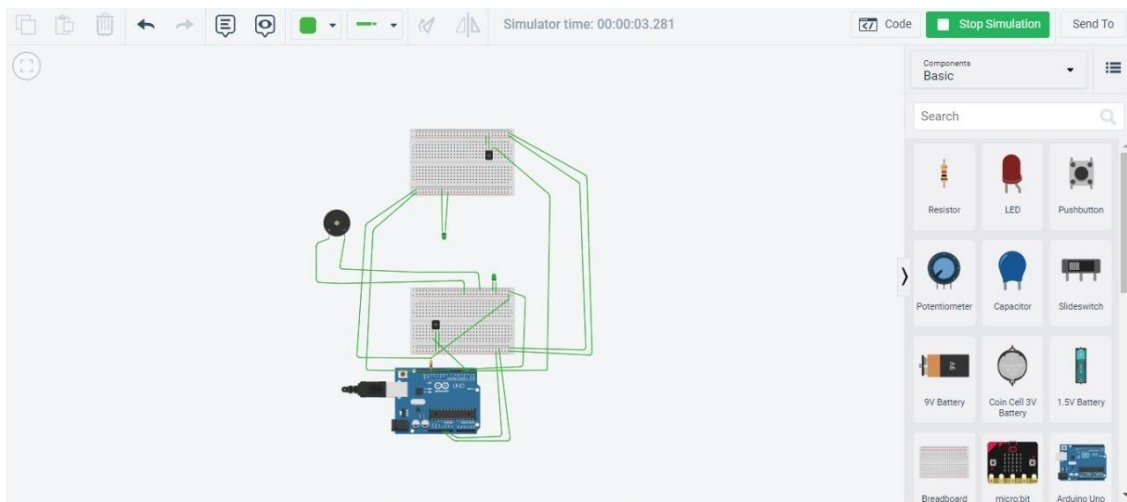 Simulator time: 00:00:03.281
Code
Stop Simulation
Send To
Components
Basic
Search
Resistor
LED
Pushbutton
Potentiometer
Capacitor
Slideswitch
9V Battery
Coin Cell 3V
Battery
1.5V Battery
Breadboard
micro:bit
Arduino Uno
UNO